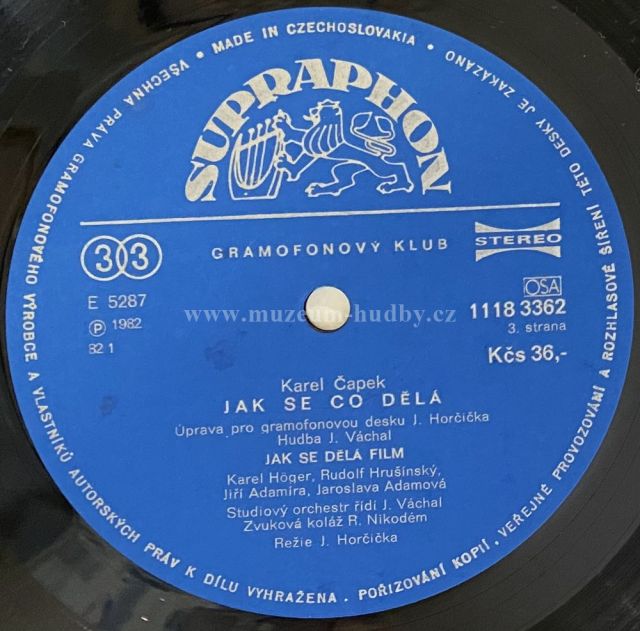 VŠECHNA PRÁVA GRAMOFONOVÉHO VÝROBCE A VLASTNÍKŮ AUTORSKÝCH PRÁV K DÍLU VYHRAŽENA . POŘIZOVÁNÍ KOPIÍ, VEŘEJNÉ PROVOZOVÁNÍ A ROZHLASOVÉ ŠÍŘENÍ TÉTO DESKY JE ZAKÁZÁNO
• MADE IN CZECHOSLOVAKIA •
SUPRAPHON
33
GRAMOFONOVÝ KLUB
STEREO
E 5287
Ⓟ 1982
82 1
OSA
1118 3362
3. strana
Kčs 36,-
www.muzeum-hudby.cz
Karel Čapek
JAK SE CO DĚLÁ
Úprava pro gramofonovou desku J. Horčička
Hudba J. Váchal
JAK SE DĚLÁ FILM
Karel Höger, Rudolf Hrušínský,
Jiří Adamíra, Jaroslava Adamová
Studiový orchestr řídí J. Váchal
Zvuková koláž R. Nikodém
Režie J. Horčička